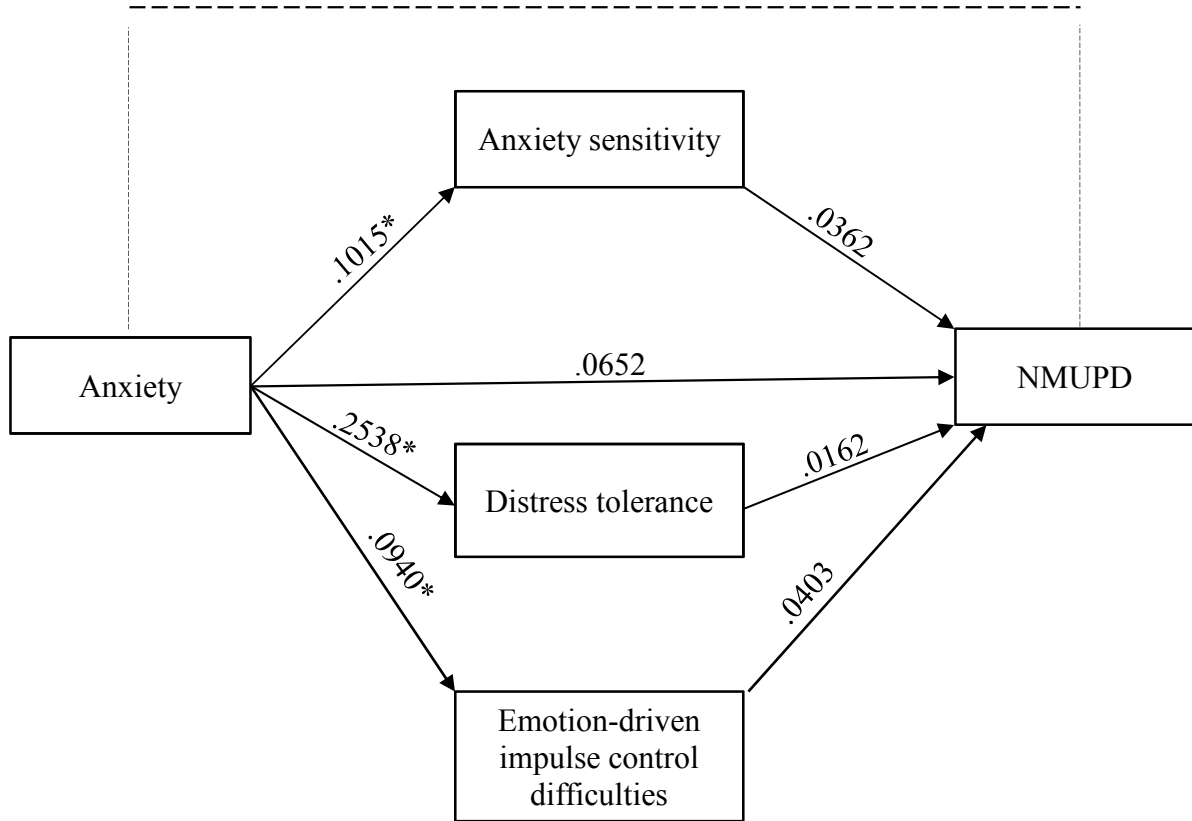 Anxiety sensitivity
.1015*
.0362
Anxiety
.0652
NMUPD
.2538*
Distress tolerance
.0162
.0940*
.0403
Emotion-driven
impulse control
difficulties